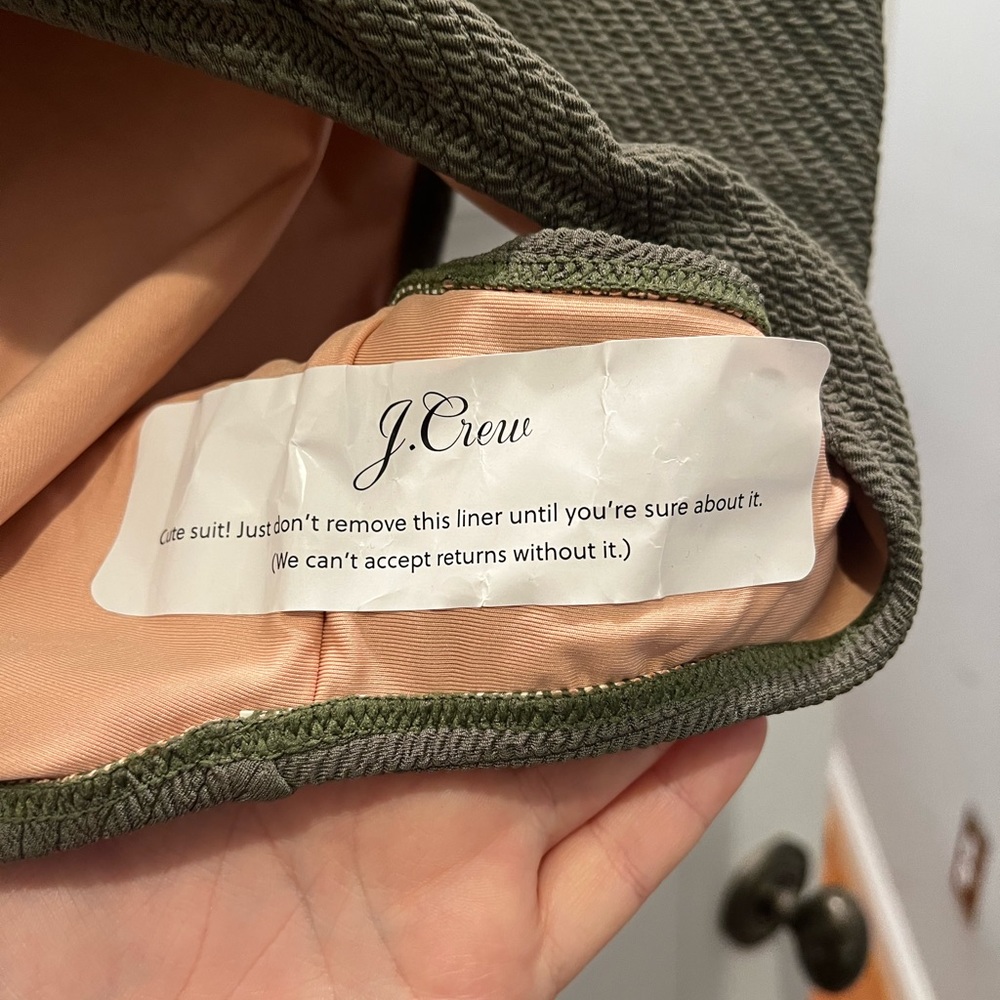 J.Crew
Cute suit! Just don't remove this liner until you're sure about it.
(We can't accept returns without it.)